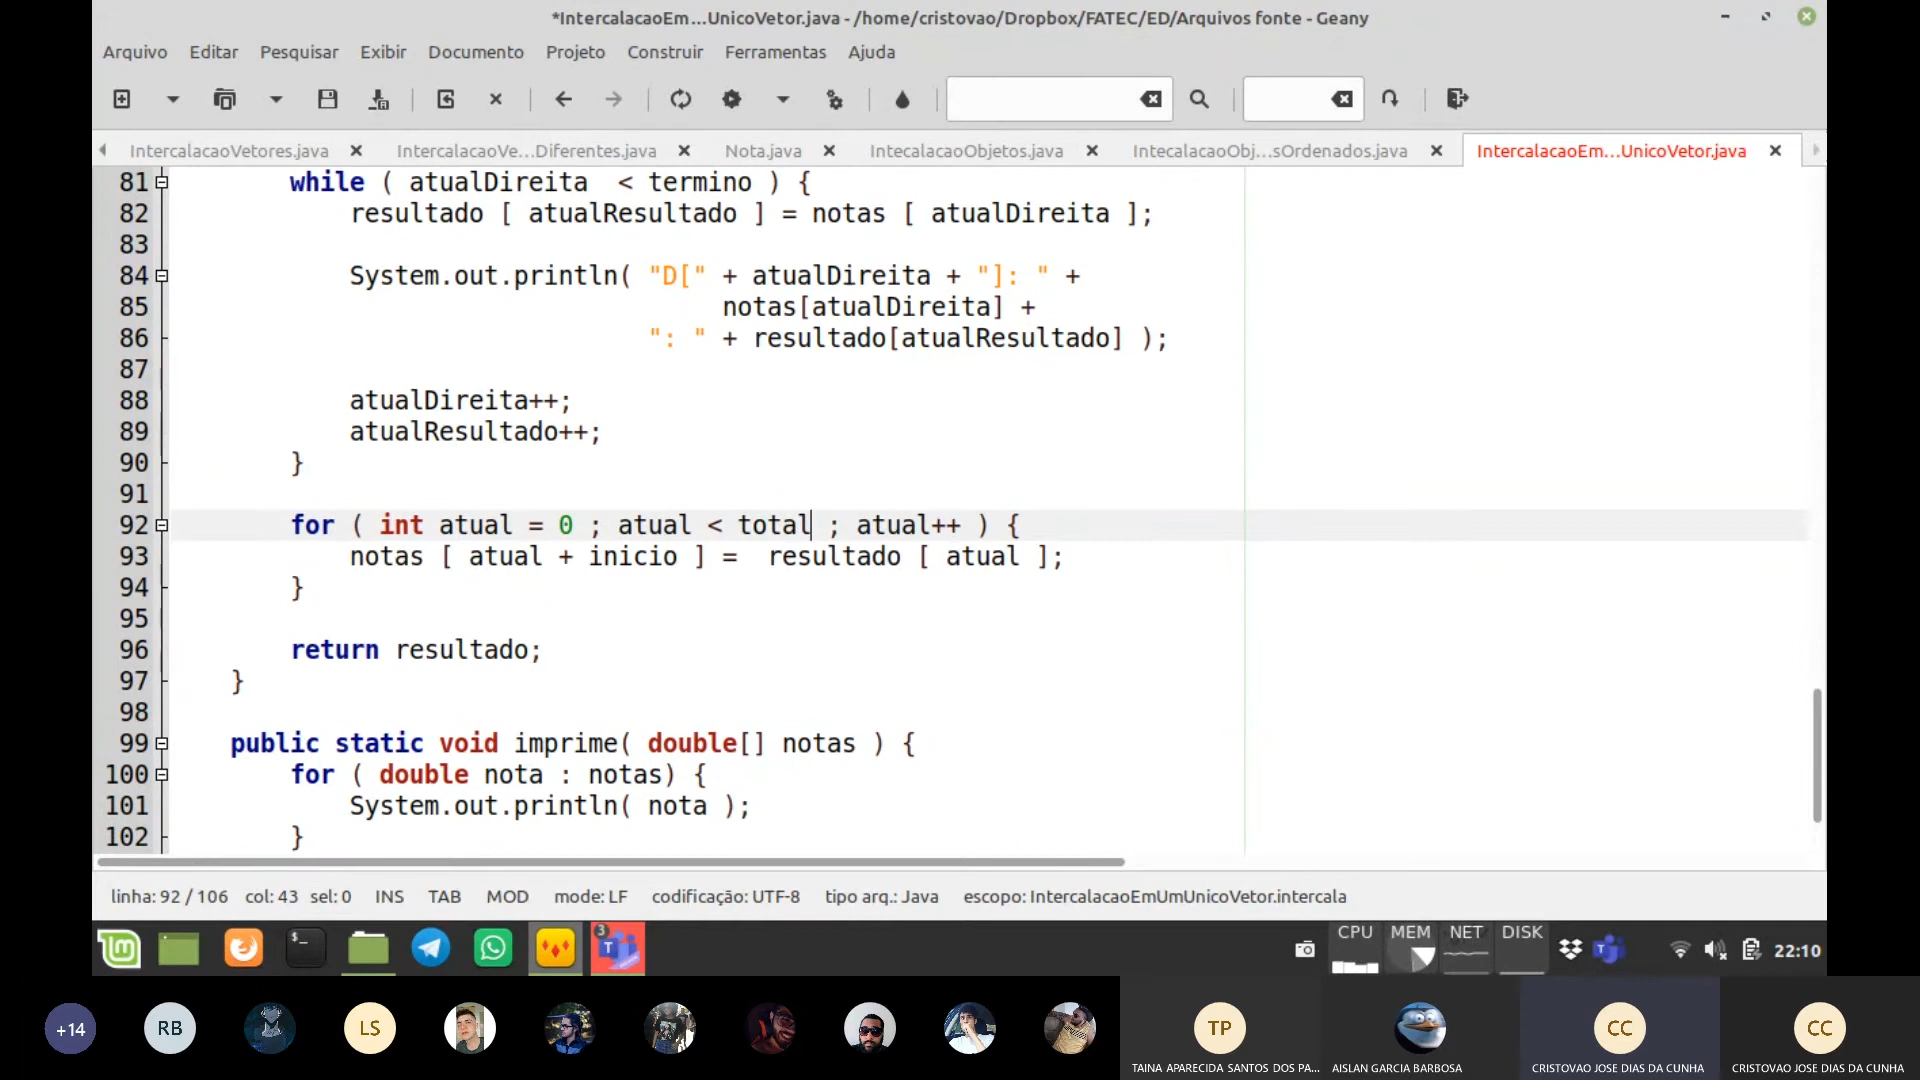 *IntercalacaoEm...UnicoVetor.java - /home/cristovao/Dropbox/FATEC/ED/Arquivos fonte - Geany
Arquivo Editar Pesquisar Exibir Documento Projeto Construir Ferramentas Ajuda
IntercalacaoVetores.java IntercalacaoVe...Diferentes.java Nota.java IntecalacaoObjetos.java IntecalacaoObj...sOrdenados.java IntercalacaoEm...UnicoVetor.java
81 while ( atualDireita  < termino ) {
82 resultado [ atualResultado ] = notas [ atualDireita ];
83
84 System.out.println( "D[" + atualDireita + "]: " +
85 notas[atualDireita] +
86 ": " + resultado[atualResultado] );
87
88 atualDireita++;
89 atualResultado++;
90 }
91
92 for ( int atual = 0 ; atual < total ; atual++ ) {
93 notas [ atual + inicio ] =  resultado [ atual ];
94 }
95
96 return resultado;
97 }
98
99 public static void imprime( double[] notas ) {
100 for ( double nota : notas) {
101 System.out.println( nota );
102 }
linha: 92 / 106 col: 43 sel: 0 INS TAB MOD mode: LF codificação: UTF-8 tipo arq.: Java escopo: IntercalacaoEmUmUnicoVetor.intercala
$_ 3 T CPU MEM NET DISK 22:10
+14 RB LS TP CC CC
TAINA APARECIDA SANTOS DOS PA... AISLAN GARCIA BARBOSA CRISTOVAO JOSE DIAS DA CUNHA CRISTOVAO JOSE DIAS DA CUNHA